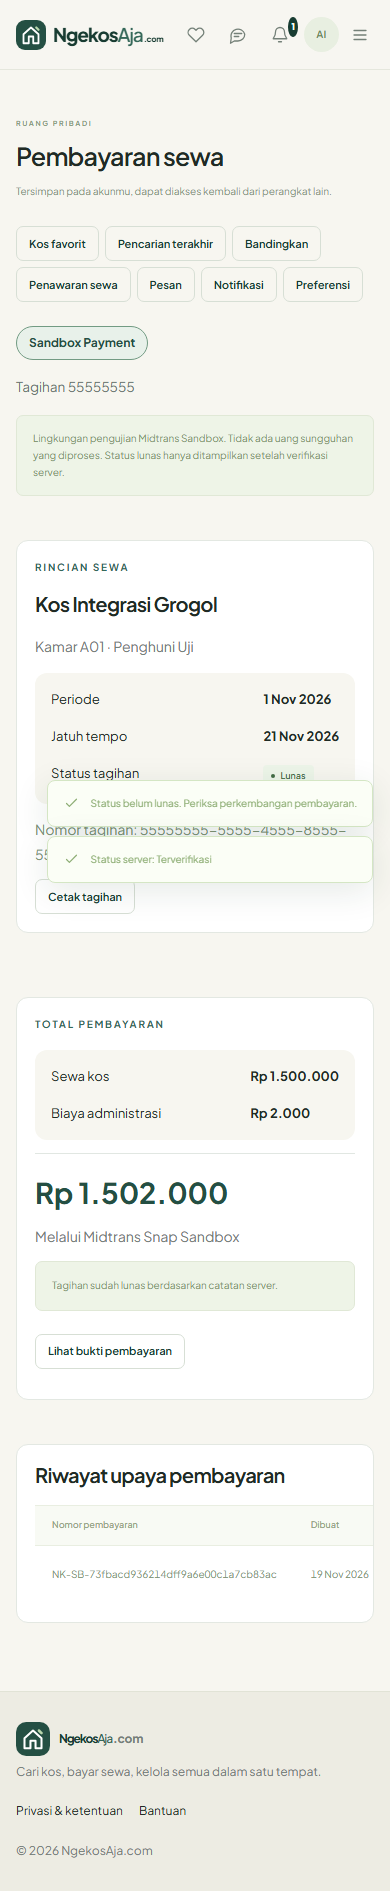 NgekosAja.com
1
AI
RUANG PRIBADI
Pembayaran sewa
Tersimpan pada akunmu, dapat diakses kembali dari perangkat lain.
Kos favorit
Pencarian terakhir
Bandingkan
Penawaran sewa
Pesan
Notifikasi
Preferensi
Sandbox Payment
Tagihan 55555555
Lingkungan pengujian Midtrans Sandbox. Tidak ada uang sungguhan
yang diproses. Status lunas hanya ditampilkan setelah verifikasi
server.
RINCIAN SEWA
Kos Integrasi Grogol
Kamar A01 · Penghuni Uji
Periode 1 Nov 2026
Jatuh tempo 21 Nov 2026
Status tagihan Lunas
Status belum lunas. Periksa perkembangan pembayaran.
Nomor tagihan: 55555555-5555-4555-8555-
55
Status server: Terverifikasi
Cetak tagihan
TOTAL PEMBAYARAN
Sewa kos Rp 1.500.000
Biaya administrasi Rp 2.000
Rp 1.502.000
Melalui Midtrans Snap Sandbox
Tagihan sudah lunas berdasarkan catatan server.
Lihat bukti pembayaran
Riwayat upaya pembayaran
Nomor pembayaran Dibuat
NK-SB-73fbacd936214dff9a6e00c1a7cb83ac 19 Nov 2026
NgekosAja.com
Cari kos, bayar sewa, kelola semua dalam satu tempat.
Privasi & ketentuan Bantuan
© 2026 NgekosAja.com